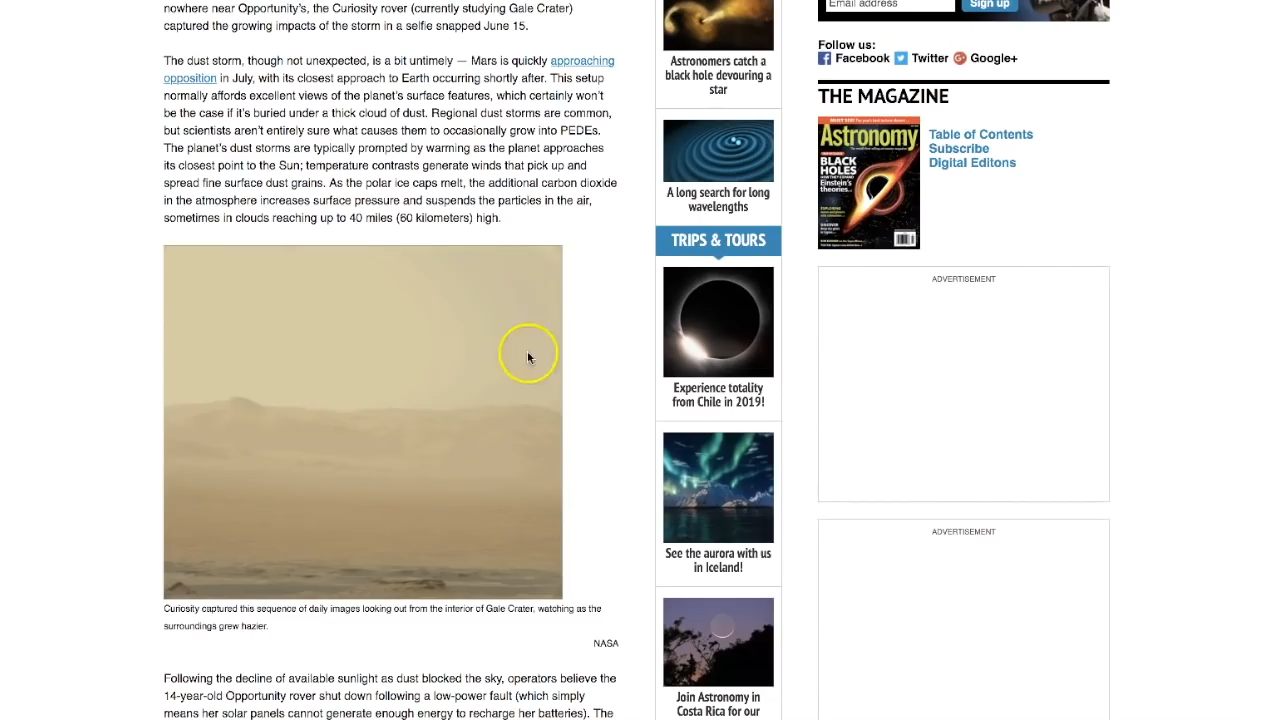 nowhere near Opportunity's, the Curiosity rover (currently studying Gale Crater)
captured the growing impacts of the storm in a selfie snapped June 15.
The dust storm, though not unexpected, is a bit untimely — Mars is quickly approaching
opposition in July, with its closest approach to Earth occurring shortly after. This setup
normally affords excellent views of the planet's surface features, which certainly won't
be the case if it's buried under a thick cloud of dust. Regional dust storms are common,
but scientists aren't entirely sure what causes them to occasionally grow into PEDEs.
The planet's dust storms are typically prompted by warming as the planet approaches
its closest point to the Sun; temperature contrasts generate winds that pick up and
spread fine surface dust grains. As the polar ice caps melt, the additional carbon dioxide
in the atmosphere increases surface pressure and suspends the particles in the air,
sometimes in clouds reaching up to 40 miles (60 kilometers) high.
Curiosity captured this sequence of daily images looking out from the interior of Gale Crater, watching as the
surroundings grew hazier.
NASA
Following the decline of available sunlight as dust blocked the sky, operators believe the
14-year-old Opportunity rover shut down following a low-power fault (which simply
means her solar panels cannot generate enough energy to recharge her batteries). The
Astronomers catch a
black hole devouring a
star
A long search for long
wavelengths
TRIPS & TOURS
Experience totality
from Chile in 2019!
See the aurora with us
in Iceland!
Join Astronomy in
Costa Rica for our
Email address
Sign up
Follow us:
Facebook Twitter Google+
THE MAGAZINE
Astronomy
BLACK
HOLES
Einstein's
theories...
Table of Contents
Subscribe
Digital Editons
ADVERTISEMENT
ADVERTISEMENT